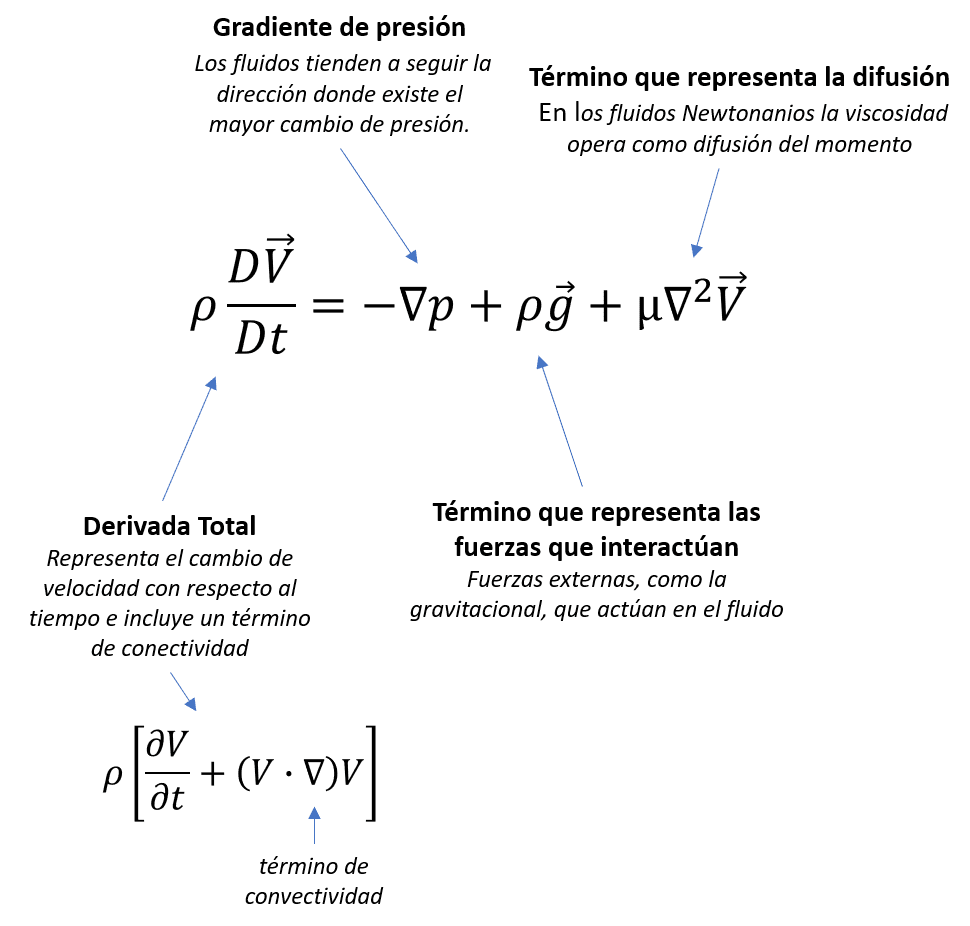 Gradiente de presión
Los fluidos tienden a seguir la
dirección donde existe el
mayor cambio de presión.
Término que representa la difusión
En los fluidos Newtonanios la viscosidad
opera como difusión del momento
ρ DV⃗/Dt = −∇p + ρg⃗ + μ∇²V⃗
Derivada Total
Representa el cambio de
velocidad con respecto al
tiempo e incluye un término
de conectividad
Término que representa las
fuerzas que interactúan
Fuerzas externas, como la
gravitacional, que actúan en el fluido
ρ [∂V/∂t + (V · ∇)V]
término de
convectividad